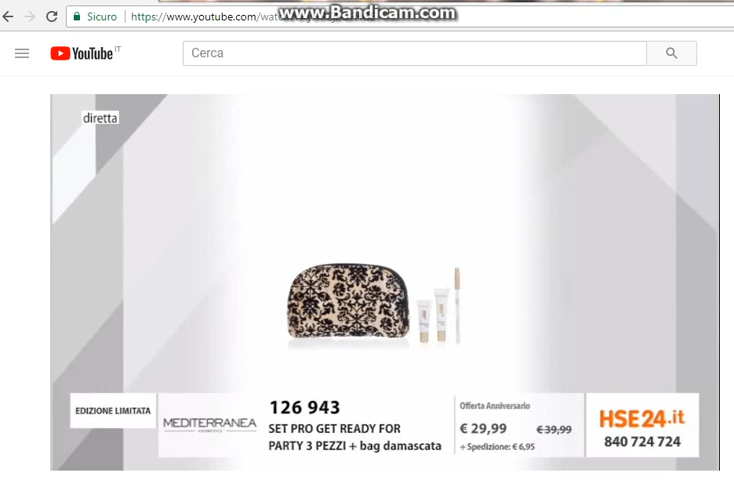 www.Bandicam.com
Sicuro
https://www.youtube.com/wat
YouTube IT
Cerca
diretta
EDIZIONE LIMITATA
MEDITERRANEA
COSMETICS
126 943
SET PRO GET READY FOR
PARTY 3 PEZZI + bag damascata
Offerta Anniversario
€ 29,99 € 39,99
+ Spedizione: € 6,95
HSE24.it
840 724 724